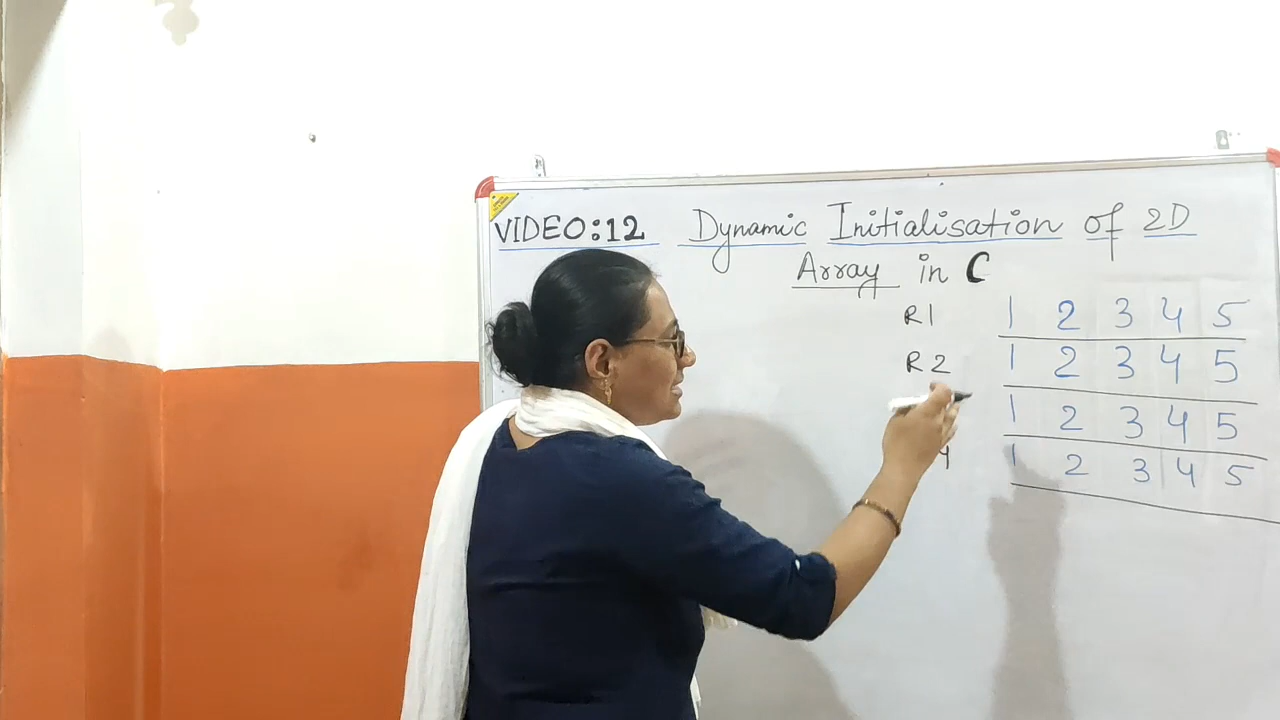 VIDEO:12 Dynamic Initialisation of 2D
Array in C
R1 1 2 3 4 5
R2 1 2 3 4 5
1 2 3 4 5
4 1 2 3 4 5